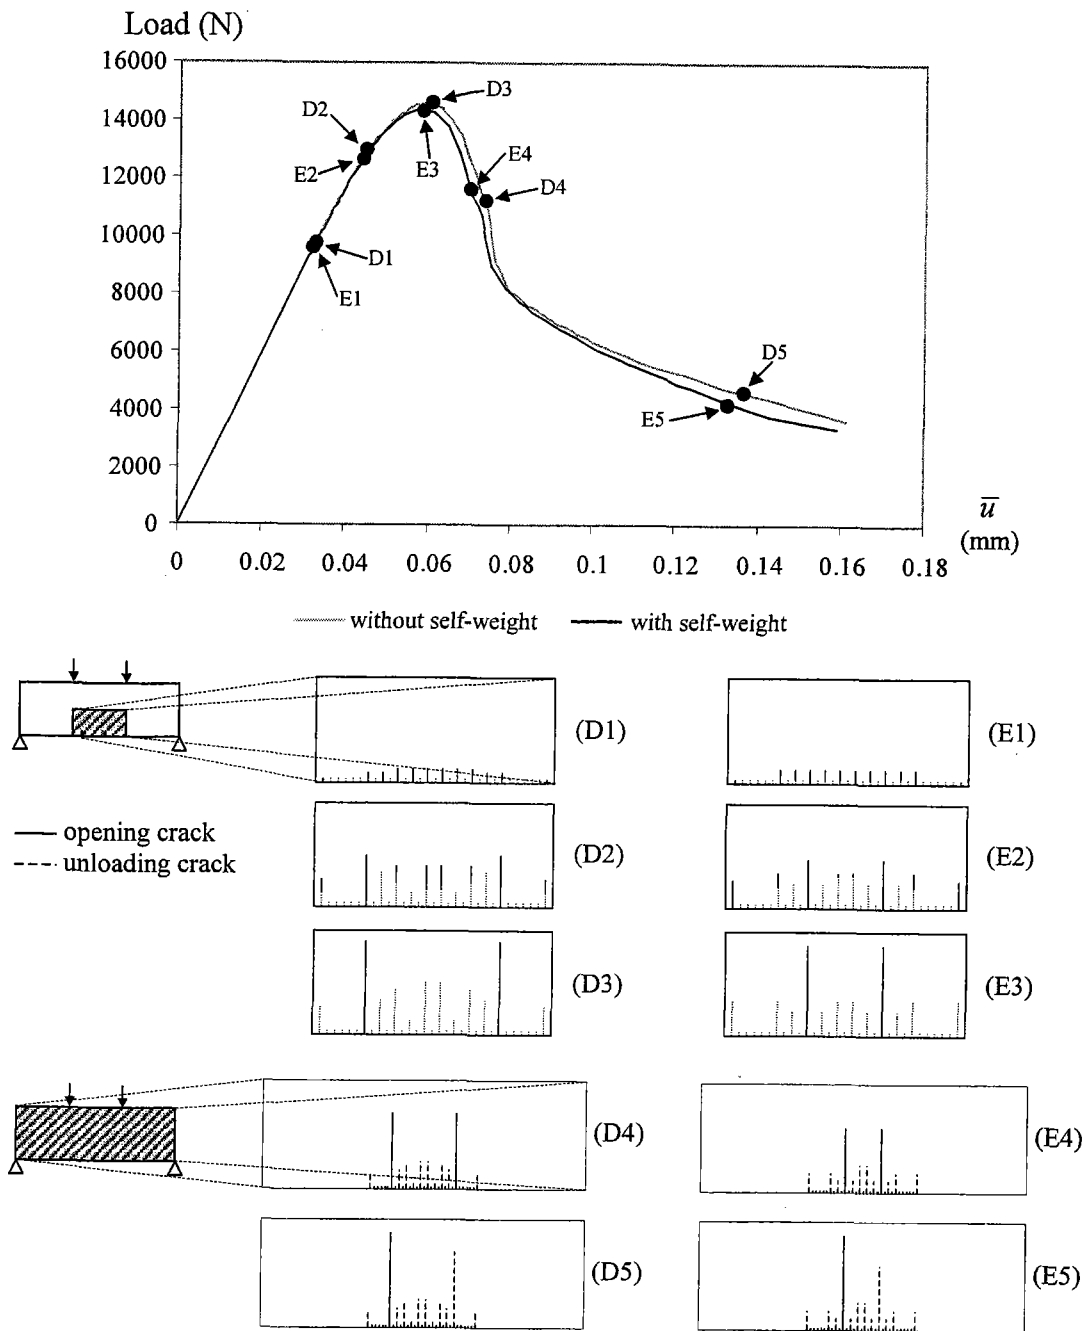 Load (N)
16000
14000
12000
10000
8000
6000
4000
2000
0
D3
D2
E2
E3
E4
D4
D1
E1
D5
E5
0 0.02 0.04 0.06 0.08 0.1 0.12 0.14 0.16 0.18
u̅
(mm)
without self-weight with self-weight
(D1) (E1)
opening crack
unloading crack
(D2) (E2)
(D3) (E3)
(D4) (E4)
(D5) (E5)